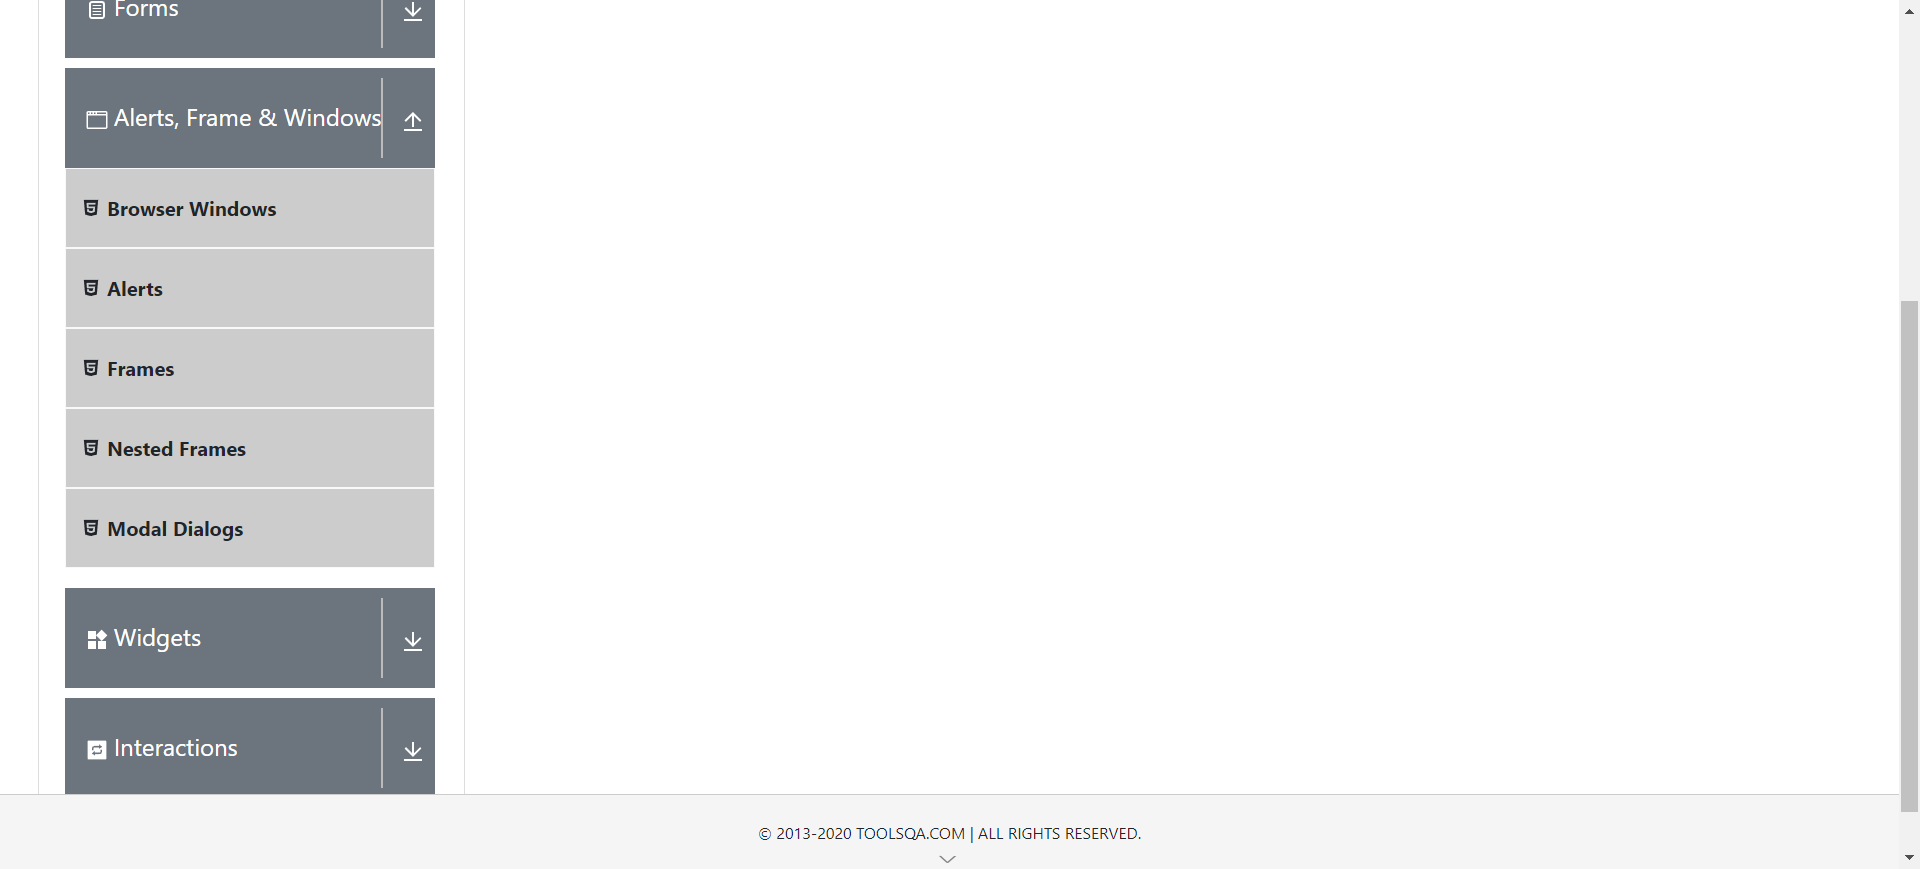 Forms
Alerts, Frame & Windows
Browser Windows
Alerts
Frames
Nested Frames
Modal Dialogs
Widgets
Interactions
© 2013-2020 TOOLSQA.COM | ALL RIGHTS RESERVED.